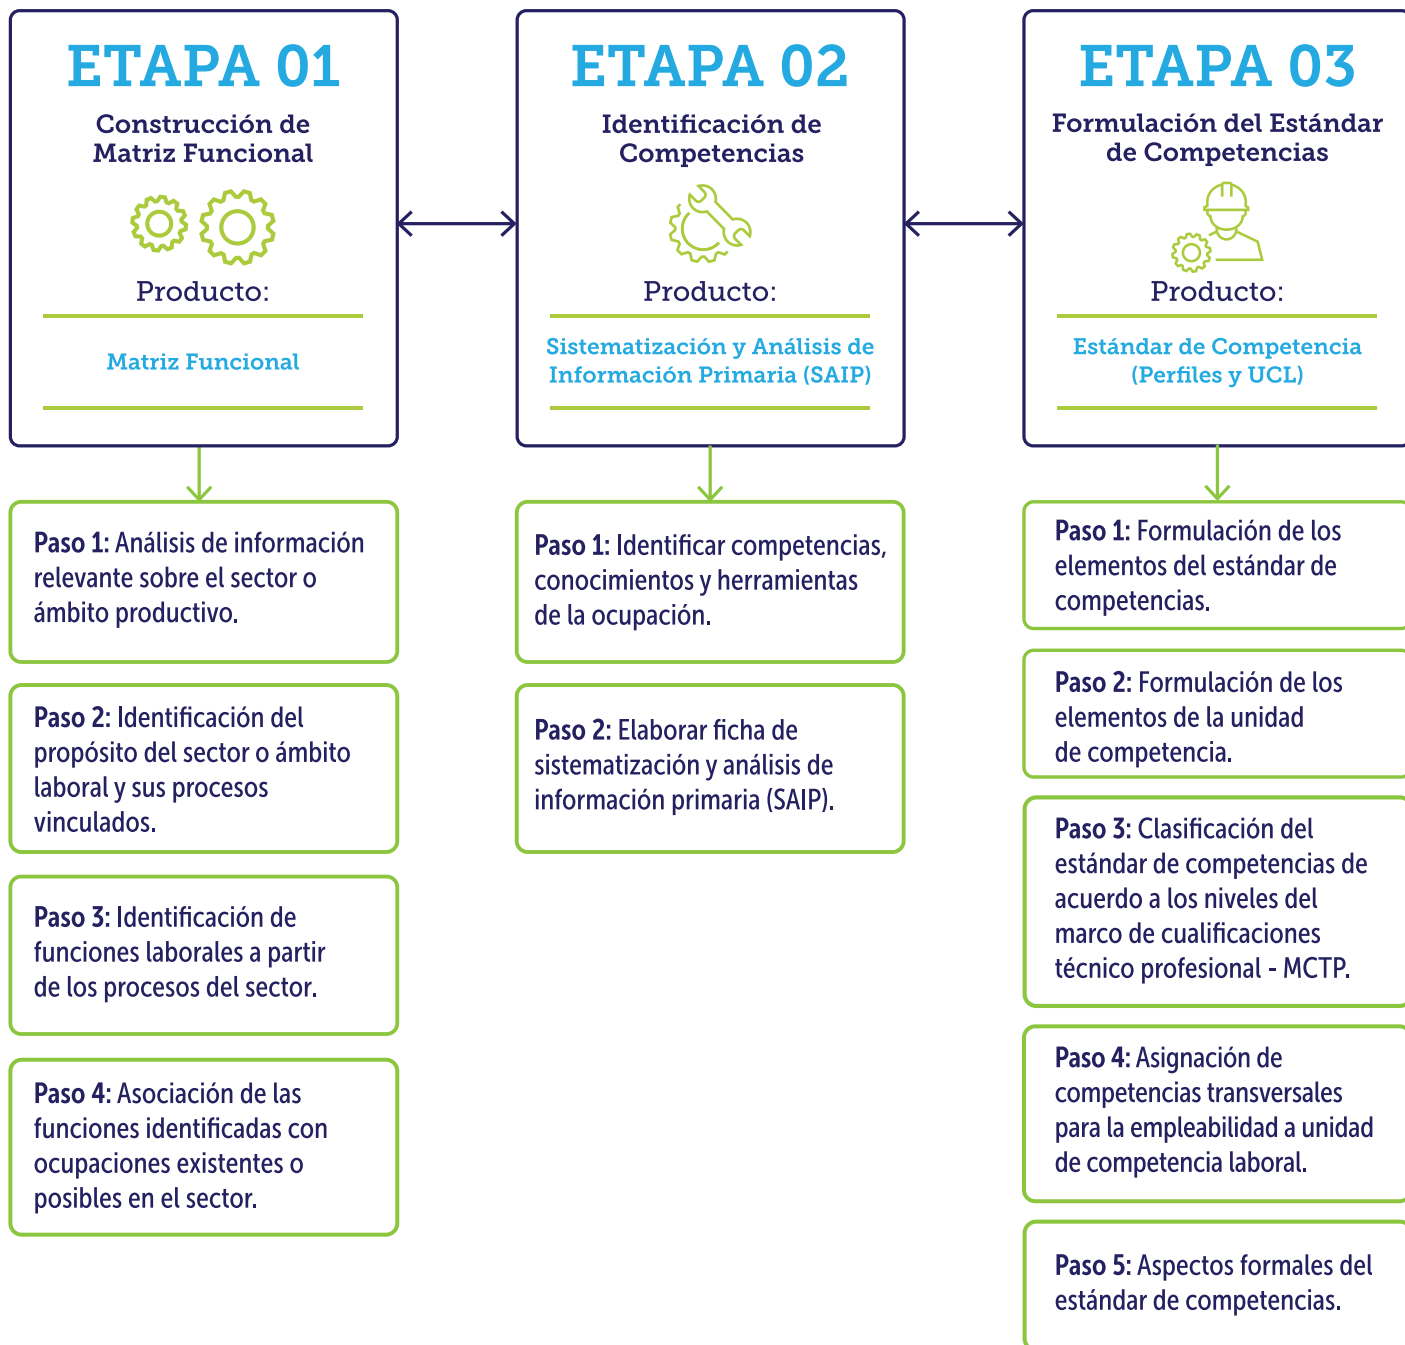 ETAPA 01
Construcción de
Matriz Funcional
Producto:
Matriz Funcional
Paso 1: Análisis de información
relevante sobre el sector o
ámbito productivo.
Paso 2: Identificación del
propósito del sector o ámbito
laboral y sus procesos
vinculados.
Paso 3: Identificación de
funciones laborales a partir
de los procesos del sector.
Paso 4: Asociación de las
funciones identificadas con
ocupaciones existentes o
posibles en el sector.
ETAPA 02
Identificación de
Competencias
Producto:
Sistematización y Análisis de
Información Primaria (SAIP)
Paso 1: Identificar competencias,
conocimientos y herramientas
de la ocupación.
Paso 2: Elaborar ficha de
sistematización y análisis de
información primaria (SAIP).
ETAPA 03
Formulación del Estándar
de Competencias
Producto:
Estándar de Competencia
(Perfiles y UCL)
Paso 1: Formulación de los
elementos del estándar de
competencias.
Paso 2: Formulación de los
elementos de la unidad
de competencia.
Paso 3: Clasificación del
estándar de competencias de
acuerdo a los niveles del
marco de cualificaciones
técnico profesional - MCTP.
Paso 4: Asignación de
competencias transversales
para la empleabilidad a unidad
de competencia laboral.
Paso 5: Aspectos formales del
estándar de competencias.